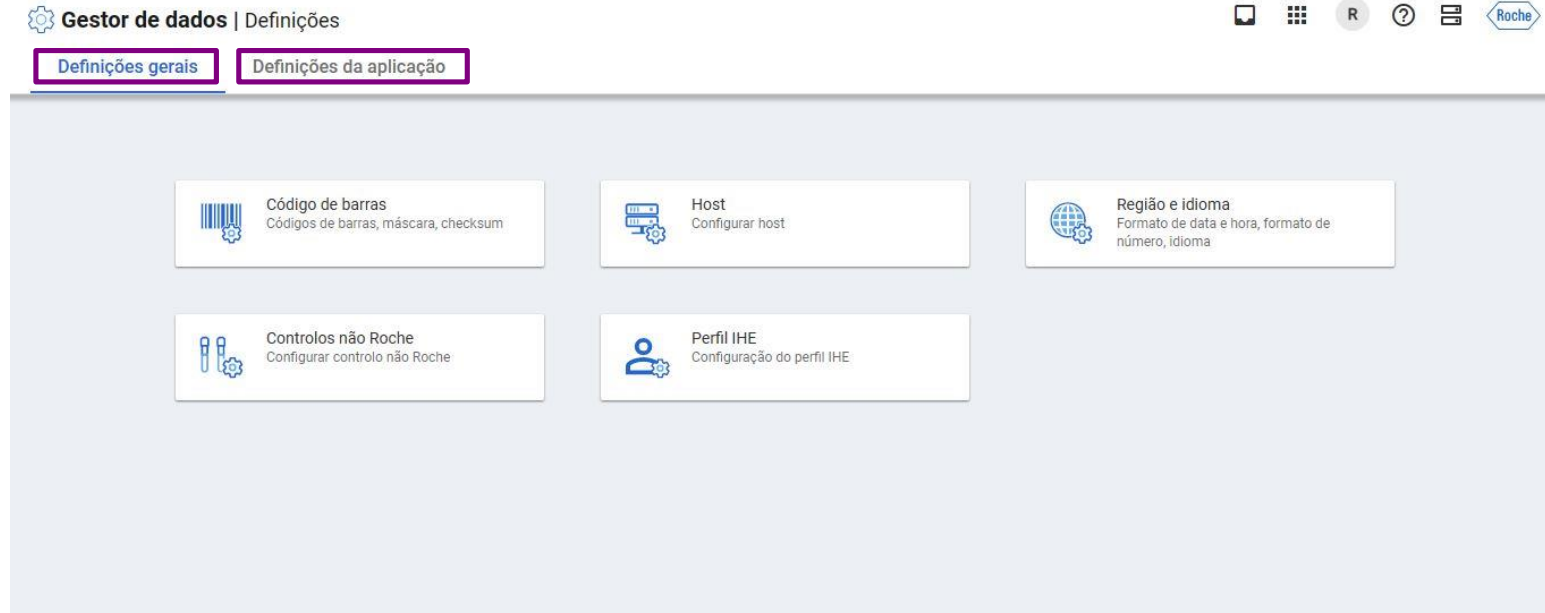 Gestor de dados | Definições
R
?
Roche
Definições gerais
Definições da aplicação
Código de barras
Códigos de barras, máscara, checksum
Host
Configurar host
Região e idioma
Formato de data e hora, formato de
número, idioma
Controlos não Roche
Configurar controlo não Roche
Perfil IHE
Configuração do perfil IHE